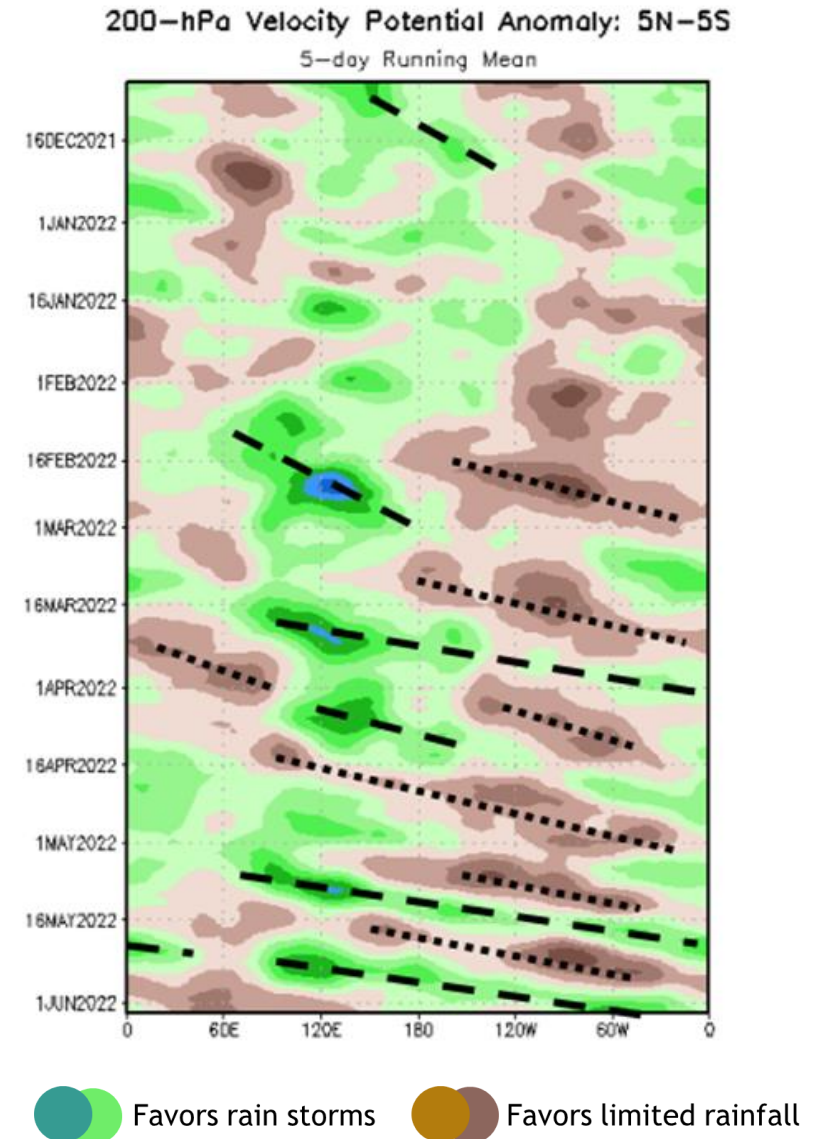 200-hPa Velocity Potential Anomaly: 5N-5S
5-day Running Mean
16DEC2021
1JAN2022
16JAN2022
1FEB2022
16FEB2022
1MAR2022
16MAR2022
1APR2022
16APR2022
1MAY2022
16MAY2022
1JUN2022
0 60E 120E 180 120W 60W 0
Favors rain storms Favors limited rainfall